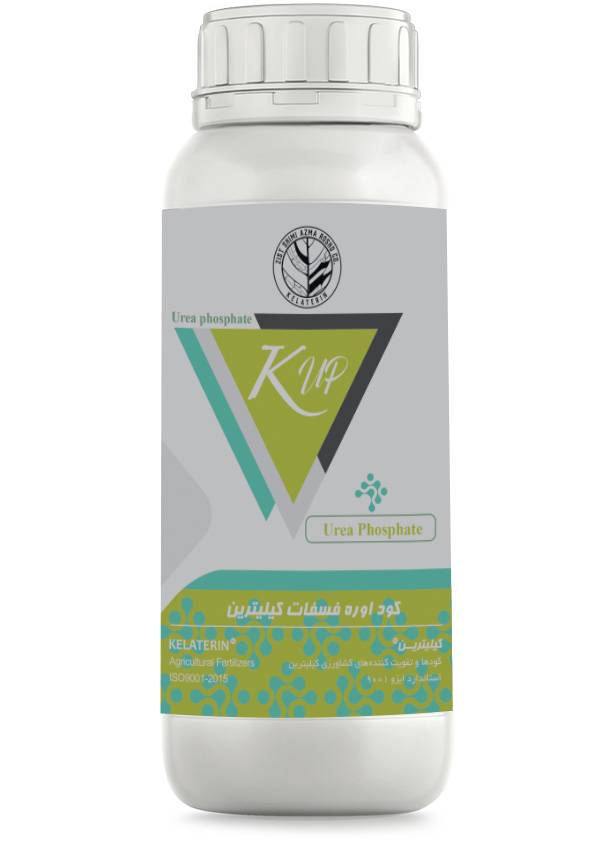 ZIST SHIMI AZMA ROSHD CO.
KELATERIN
Urea phosphate
K UP
Urea Phosphate
کود اوره فسفات کیلیترین
KELATERIN®
Agricultural Fertilizers
ISO9001-2015
کیلیتریـن®
کودها و تقویت کننده‌های کشاورزی کیلیترین
استاندارد ایزو ۹۰۰۱